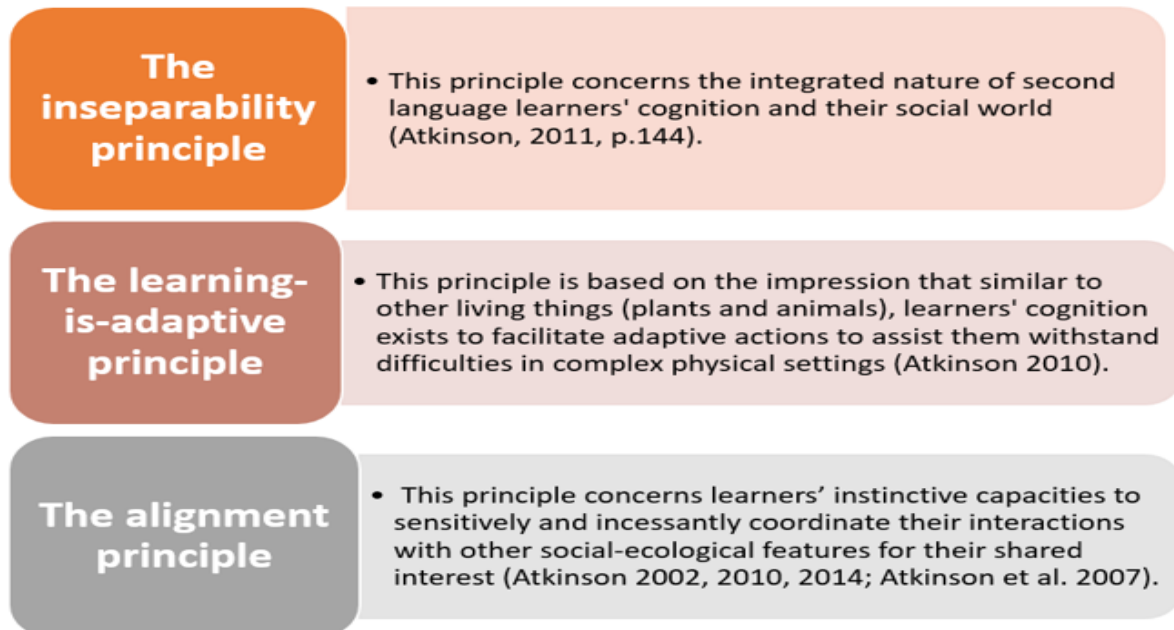 The
inseparability
principle
• This principle concerns the integrated nature of second
language learners' cognition and their social world
(Atkinson, 2011, p.144).
The learning-
is-adaptive
principle
• This principle is based on the impression that similar to
other living things (plants and animals), learners' cognition
exists to facilitate adaptive actions to assist them withstand
difficulties in complex physical settings (Atkinson 2010).
The alignment
principle
• This principle concerns learners’ instinctive capacities to
sensitively and incessantly coordinate their interactions
with other social-ecological features for their shared
interest (Atkinson 2002, 2010, 2014; Atkinson et al. 2007).